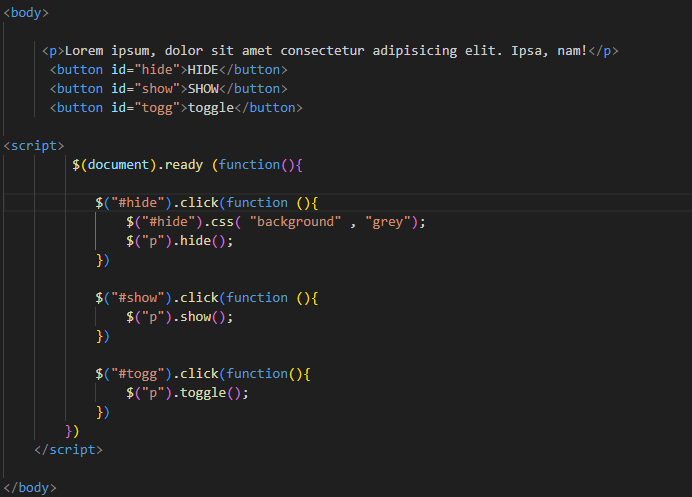 <body>
<p>Lorem ipsum, dolor sit amet consectetur adipisicing elit. Ipsa, nam!</p>
<button id="hide">HIDE</button>
<button id="show">SHOW</button>
<button id="togg">toggle</button>
<script>
$(document).ready (function(){
$("#hide").click(function (){
$("#hide").css( "background" , "grey");
$("p").hide();
})
$("#show").click(function (){
$("p").show();
})
$("#togg").click(function(){
$("p").toggle();
})
})
</script>
</body>